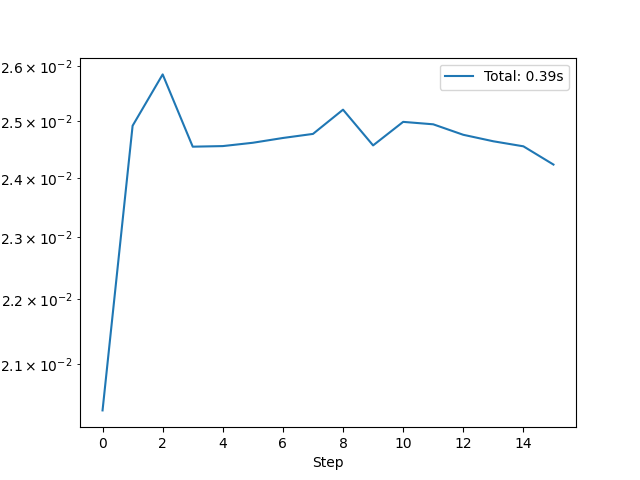 2.6 × 10⁻²
2.5 × 10⁻²
2.4 × 10⁻²
2.3 × 10⁻²
2.2 × 10⁻²
2.1 × 10⁻²
Total: 0.39s
0 2 4 6 8 10 12 14
Step